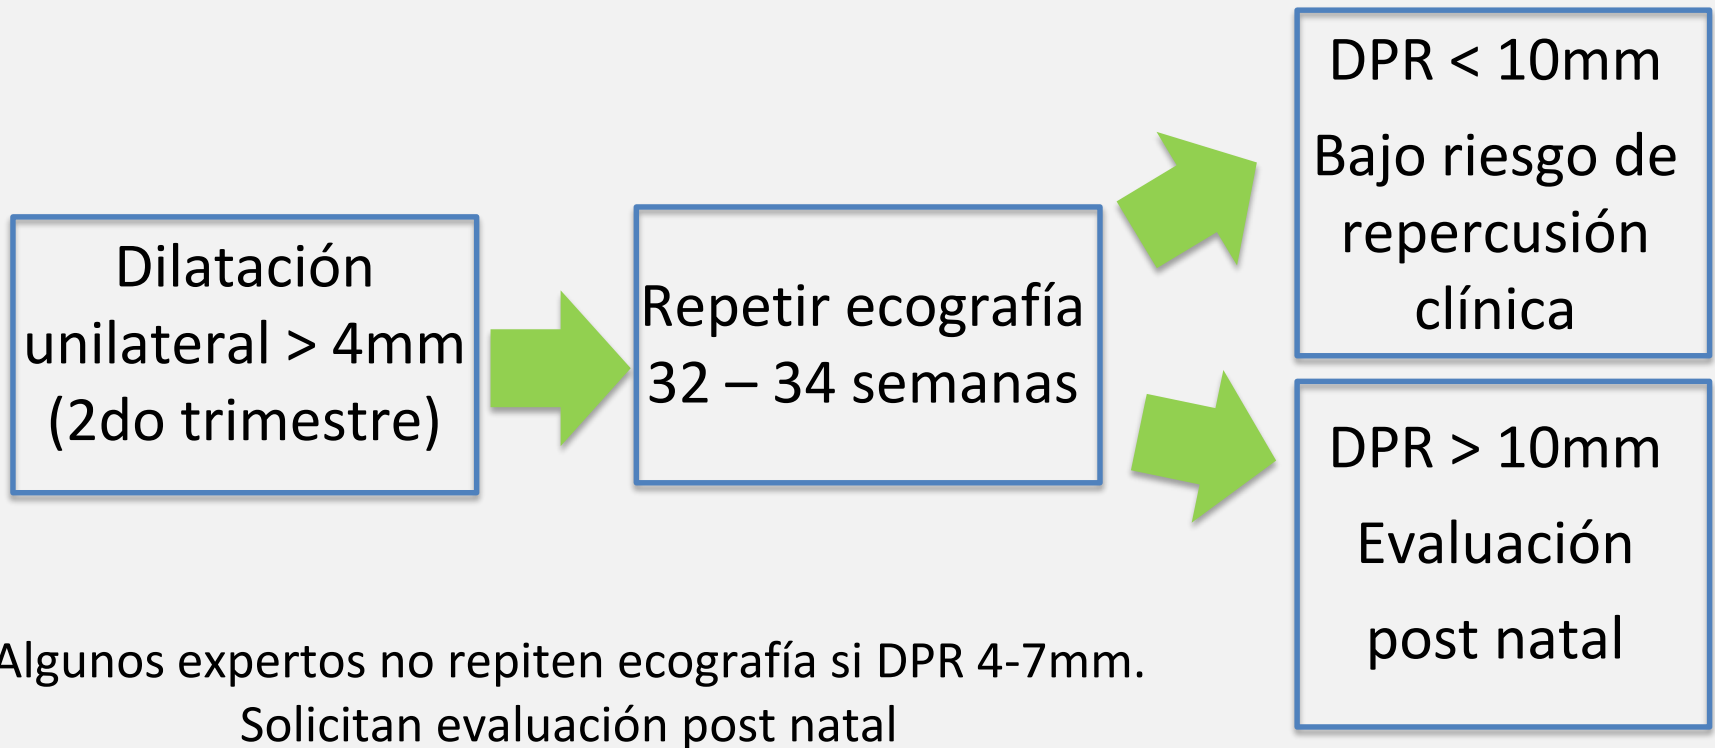 Dilatación
unilateral > 4mm
(2do trimestre)
Repetir ecografía
32 – 34 semanas
DPR < 10mm
Bajo riesgo de
repercusión
clínica
DPR > 10mm
Evaluación
post natal
Algunos expertos no repiten ecografía si DPR 4-7mm.
Solicitan evaluación post natal